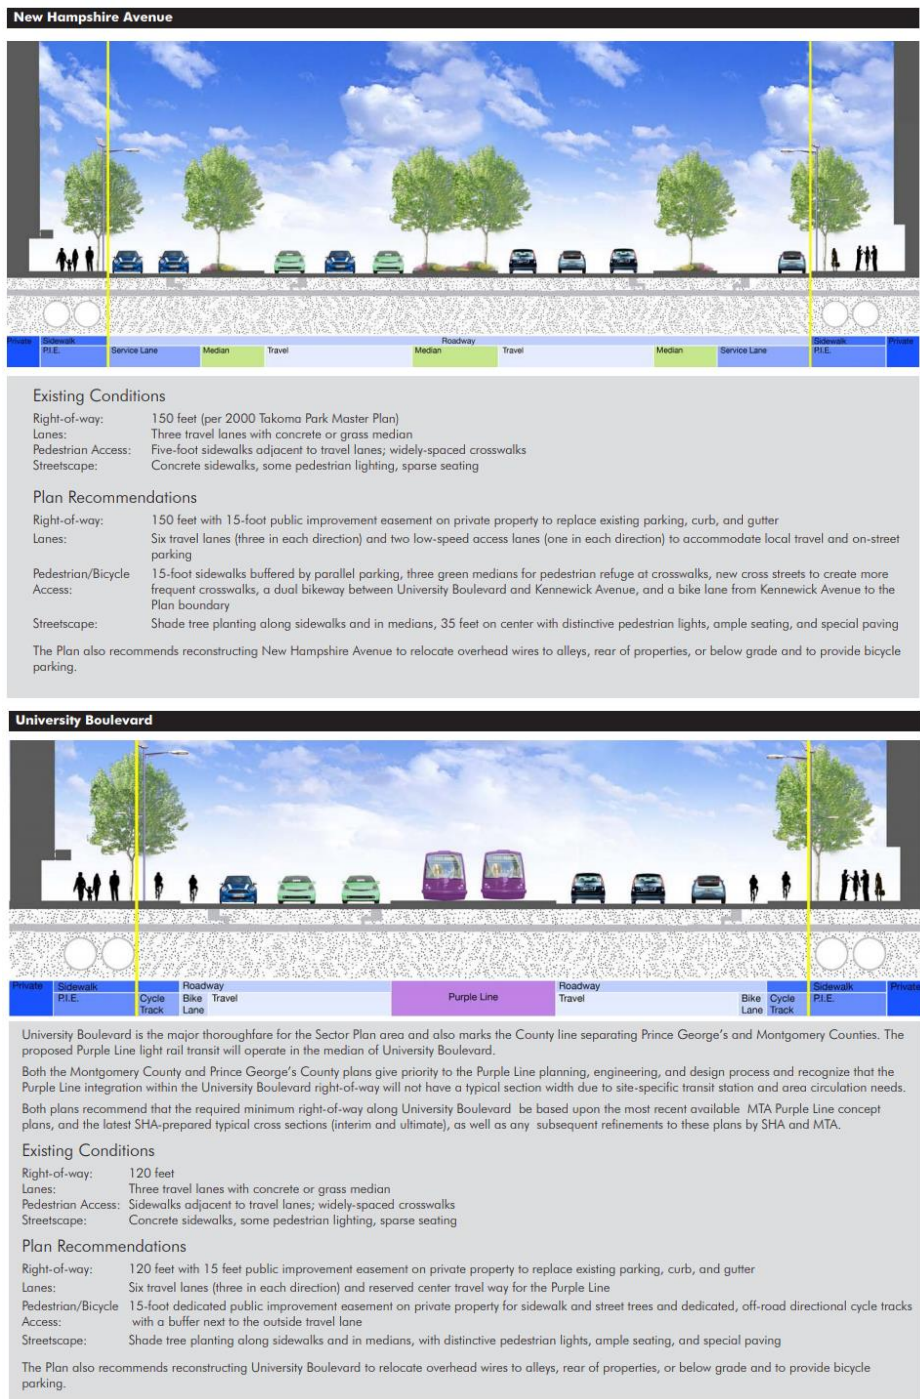 New Hampshire Avenue
Private Sidewalk Roadway Sidewalk Private
P.I.E. Service Lane Median Travel Median Travel Median Service Lane P.I.E.
Existing Conditions
Right-of-way: 150 feet (per 2000 Takoma Park Master Plan)
Lanes: Three travel lanes with concrete or grass median
Pedestrian Access: Five-foot sidewalks adjacent to travel lanes; widely-spaced crosswalks
Streetscape: Concrete sidewalks, some pedestrian lighting, sparse seating
Plan Recommendations
Right-of-way: 150 feet with 15-foot public improvement easement on private property to replace existing parking, curb, and gutter
Lanes: Six travel lanes (three in each direction) and two low-speed access lanes (one in each direction) to accommodate local travel and on-street
parking
Pedestrian/Bicycle 15-foot sidewalks buffered by parallel parking, three green medians for pedestrian refuge at crosswalks, new cross streets to create more
Access: frequent crosswalks, a dual bikeway between University Boulevard and Kennewick Avenue, and a bike lane from Kennewick Avenue to the
Plan boundary
Streetscape: Shade tree planting along sidewalks and in medians, 35 feet on center with distinctive pedestrian lights, ample seating, and special paving
The Plan also recommends reconstructing New Hampshire Avenue to relocate overhead wires to alleys, rear of properties, or below grade and to provide bicycle
parking.
University Boulevard
Private Sidewalk Roadway Purple Line Roadway Sidewalk Private
P.I.E. Cycle Bike Travel Travel Bike Cycle P.I.E.
Track Lane Lane Track
University Boulevard is the major thoroughfare for the Sector Plan area and also marks the County line separating Prince George's and Montgomery Counties. The
proposed Purple Line light rail transit will operate in the median of University Boulevard.
Both the Montgomery County and Prince George's County plans give priority to the Purple Line planning, engineering, and design process and recognize that the
Purple Line integration within the University Boulevard right-of-way will not have a typical section width due to site-specific transit station and area circulation needs.
Both plans recommend that the required minimum right-of-way along University Boulevard be based upon the most recent available MTA Purple Line concept
plans, and the latest SHA-prepared typical cross sections (interim and ultimate), as well as any subsequent refinements to these plans by SHA and MTA.
Existing Conditions
Right-of-way: 120 feet
Lanes: Three travel lanes with concrete or grass median
Pedestrian Access: Sidewalks adjacent to travel lanes; widely-spaced crosswalks
Streetscape: Concrete sidewalks, some pedestrian lighting, sparse seating
Plan Recommendations
Right-of-way: 120 feet with 15 feet public improvement easement on private property to replace existing parking, curb, and gutter
Lanes: Six travel lanes (three in each direction) and reserved center travel way for the Purple Line
Pedestrian/Bicycle 15-foot dedicated public improvement easement on private property for sidewalk and street trees and dedicated, off-road directional cycle tracks
Access: with a buffer next to the outside travel lane
Streetscape: Shade tree planting along sidewalks and in medians, with distinctive pedestrian lights, ample seating, and special paving
The Plan also recommends reconstructing University Boulevard to relocate overhead wires to alleys, rear of properties, or below grade and to provide bicycle
parking.